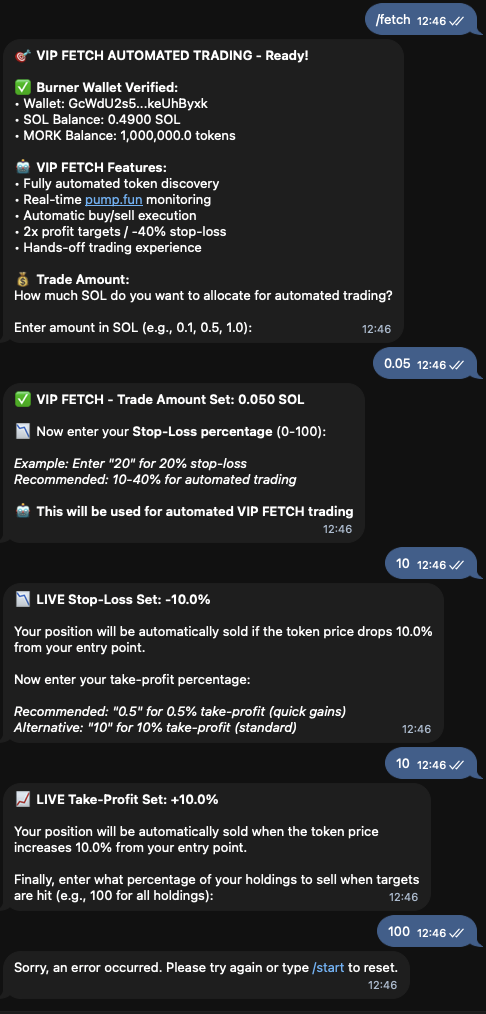 /fetch 12:46
🎯 VIP FETCH AUTOMATED TRADING - Ready!
✅ Burner Wallet Verified:
• Wallet: GcWdU2s5...keUhByxk
• SOL Balance: 0.4900 SOL
• MORK Balance: 1,000,000.0 tokens
🤖 VIP FETCH Features:
• Fully automated token discovery
• Real-time pump.fun monitoring
• Automatic buy/sell execution
• 2x profit targets / -40% stop-loss
• Hands-off trading experience
💰 Trade Amount:
How much SOL do you want to allocate for automated trading?
Enter amount in SOL (e.g., 0.1, 0.5, 1.0): 12:46
0.05 12:46
✅ VIP FETCH - Trade Amount Set: 0.050 SOL
📉 Now enter your Stop-Loss percentage (0-100):
Example: Enter "20" for 20% stop-loss
Recommended: 10-40% for automated trading
🤖 This will be used for automated VIP FETCH trading
12:46
10 12:46
📉 LIVE Stop-Loss Set: -10.0%
Your position will be automatically sold if the token price drops 10.0%
from your entry point.
Now enter your take-profit percentage:
Recommended: "0.5" for 0.5% take-profit (quick gains)
Alternative: "10" for 10% take-profit (standard) 12:46
10 12:46
📈 LIVE Take-Profit Set: +10.0%
Your position will be automatically sold when the token price
increases 10.0% from your entry point.
Finally, enter what percentage of your holdings to sell when targets
are hit (e.g., 100 for all holdings): 12:46
100 12:46
Sorry, an error occurred. Please try again or type /start to reset.
12:46